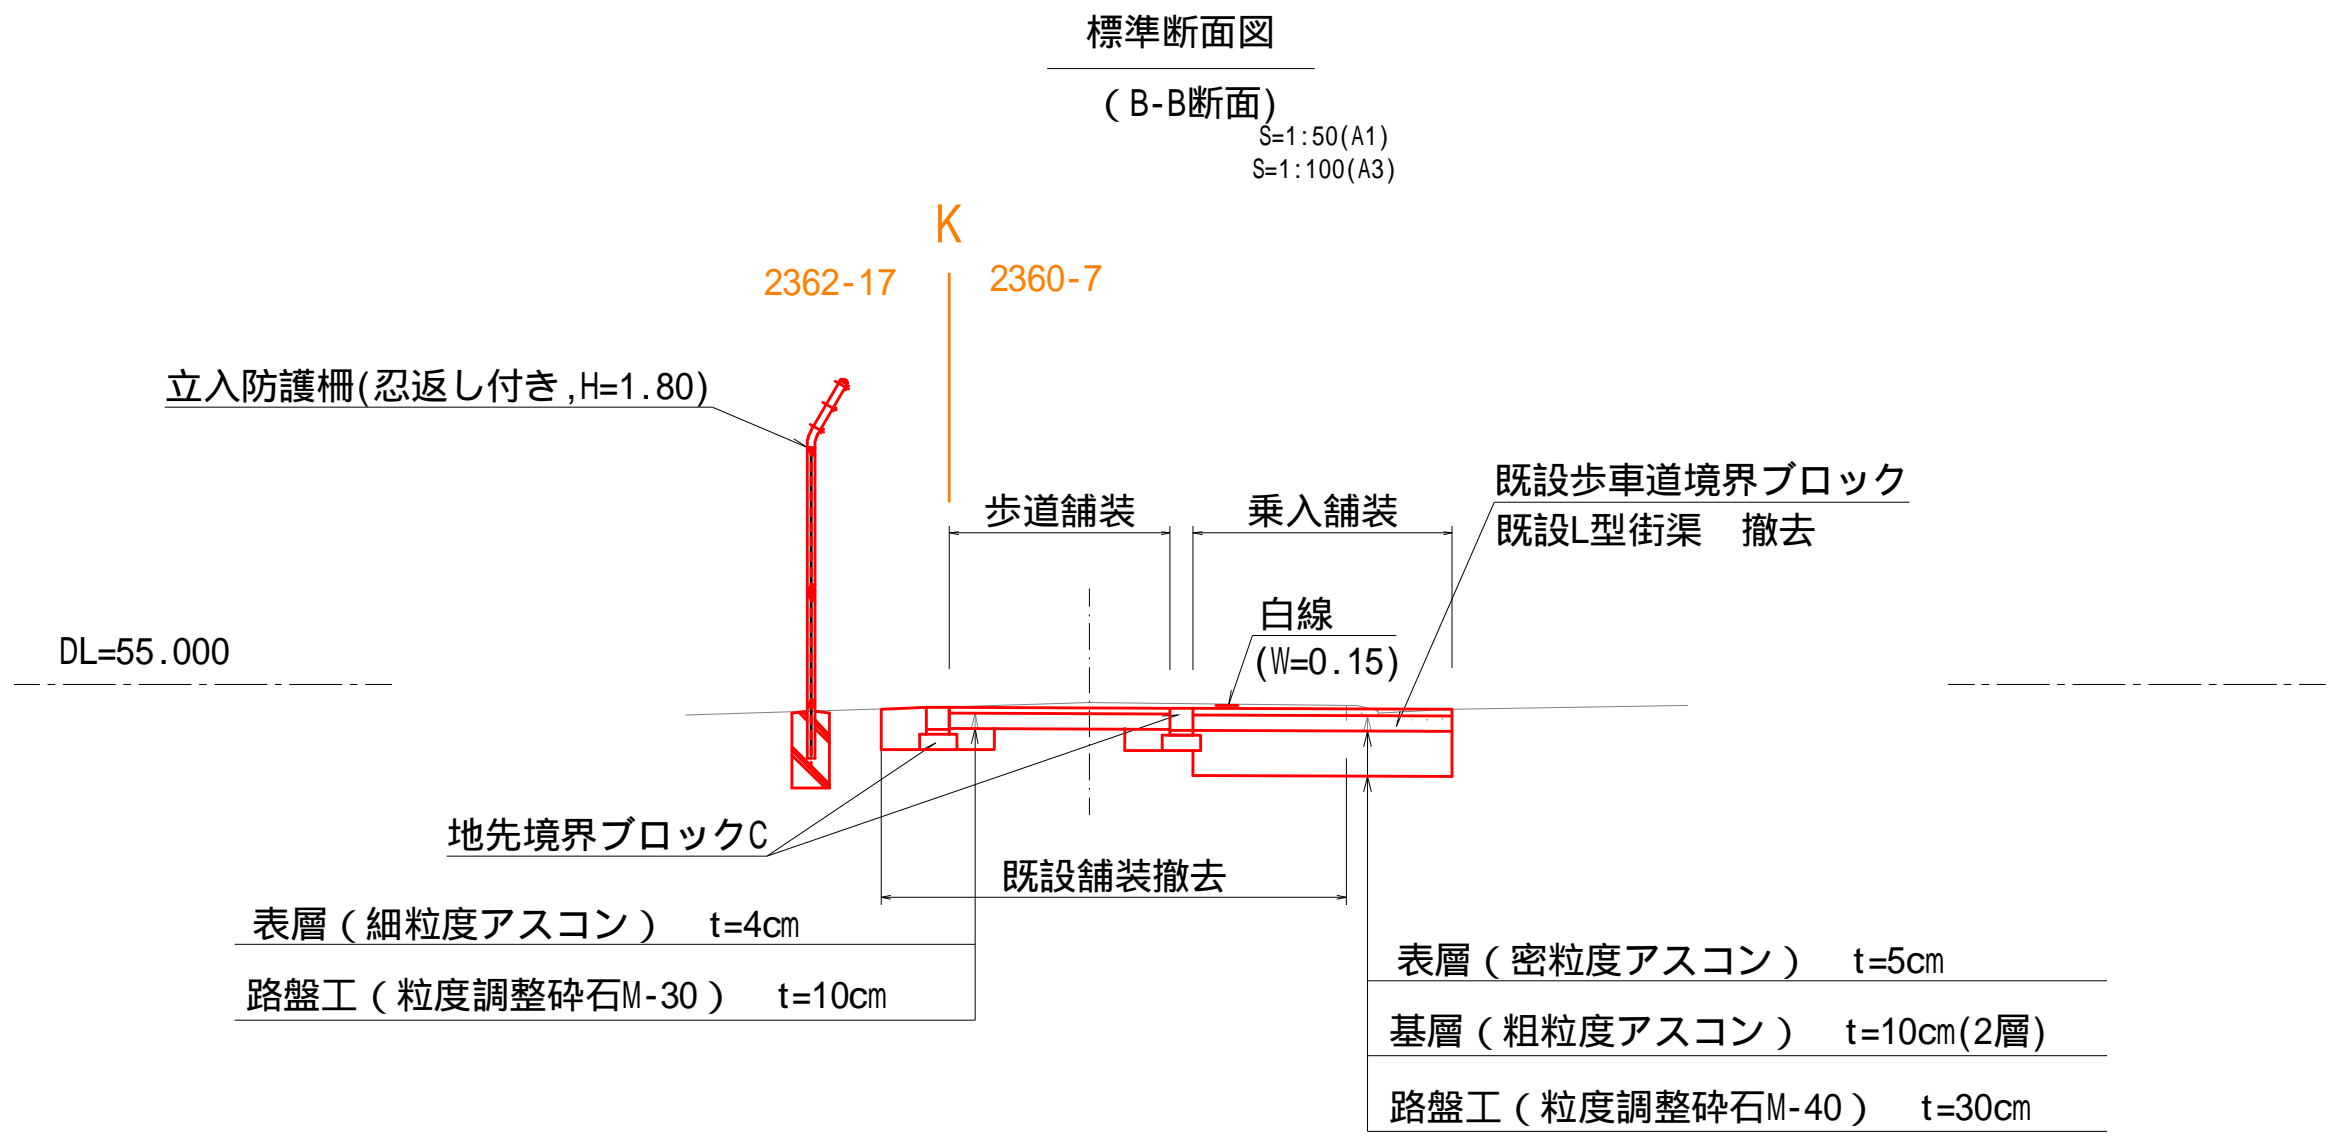 標準断面図
(B-B断面)
S=1:50(A1)
S=1:100(A3)
K
2362-17
2360-7
立入防護柵(忍返し付き,H=1.80)
歩道舗装
乗入舗装
既設歩車道境界ブロック
既設L型街渠　撤去
白線
(W=0.15)
DL=55.000
地先境界ブロックC
既設舗装撤去
表層(細粒度アスコン)　t=4cm
路盤工(粒度調整砕石M-30)　t=10cm
表層(密粒度アスコン)　t=5cm
基層(粗粒度アスコン)　t=10cm(2層)
路盤工(粒度調整砕石M-40)　t=30cm